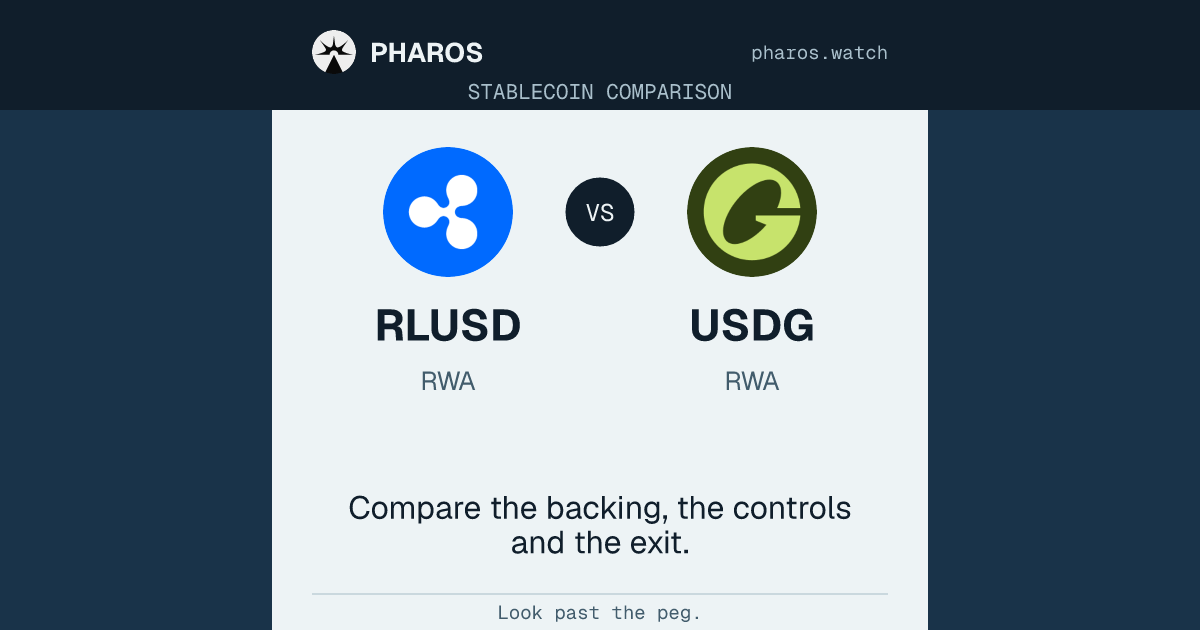 PHAROS
pharos.watch
STABLECOIN COMPARISON
VS
RLUSD
USDG
RWA
RWA
Compare the backing, the controls
and the exit.
Look past the peg.